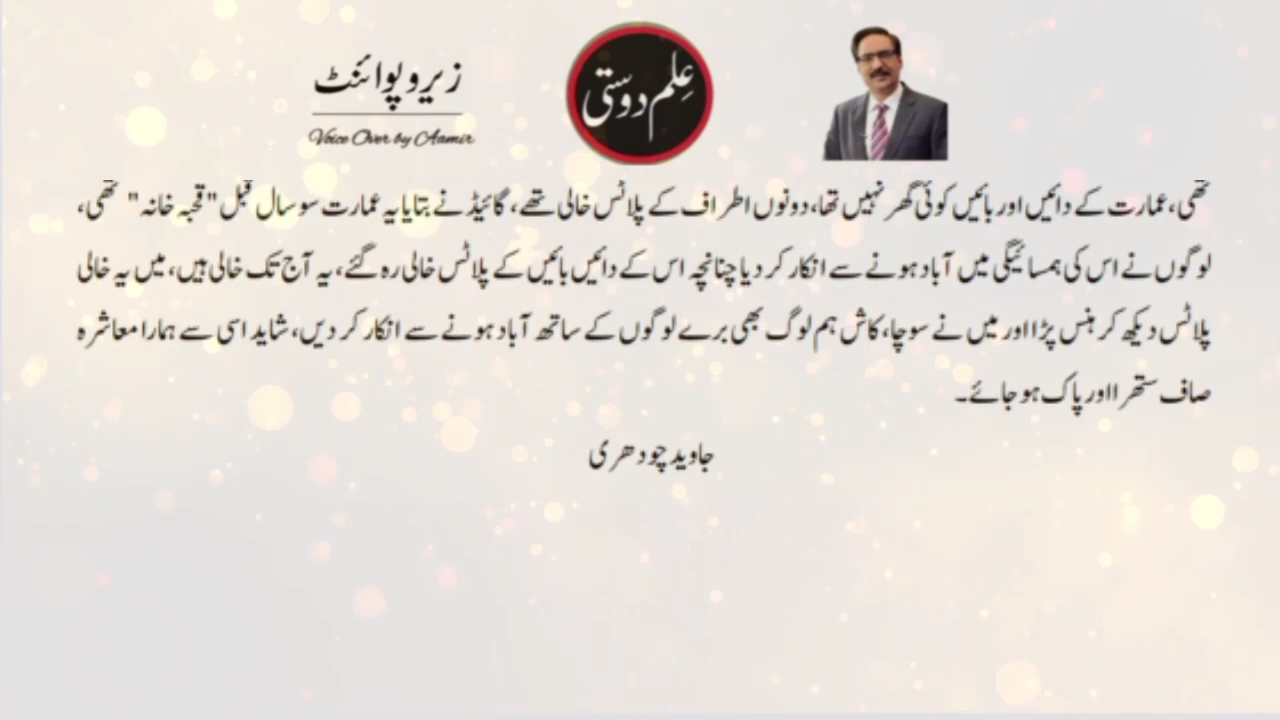 زیرو پوائنٹ
Voice Over by Aamir
علم دوستی
تھی، عمارت کے دائیں اور بائیں کوئی گھر نہیں تھا، دونوں اطراف کے پلاٹس خالی تھے، گائیڈ نے بتایا یہ عمارت سو سال قبل "قحبہ خانہ" تھی،
لوگوں نے اس کی ہمسائیگی میں آباد ہونے سے انکار کر دیا چنانچہ اس کے دائیں بائیں کے پلاٹس خالی رہ گئے، یہ آج تک خالی ہیں، میں یہ خالی
پلاٹس دیکھ کر ہنس پڑا اور میں نے سوچا، کاش ہم لوگ بھی برے لوگوں کے ساتھ آباد ہونے سے انکار کر دیں، شاید اسی سے ہمارا معاشرہ
صاف ستھرا اور پاک ہو جائے۔
جاوید چودھری